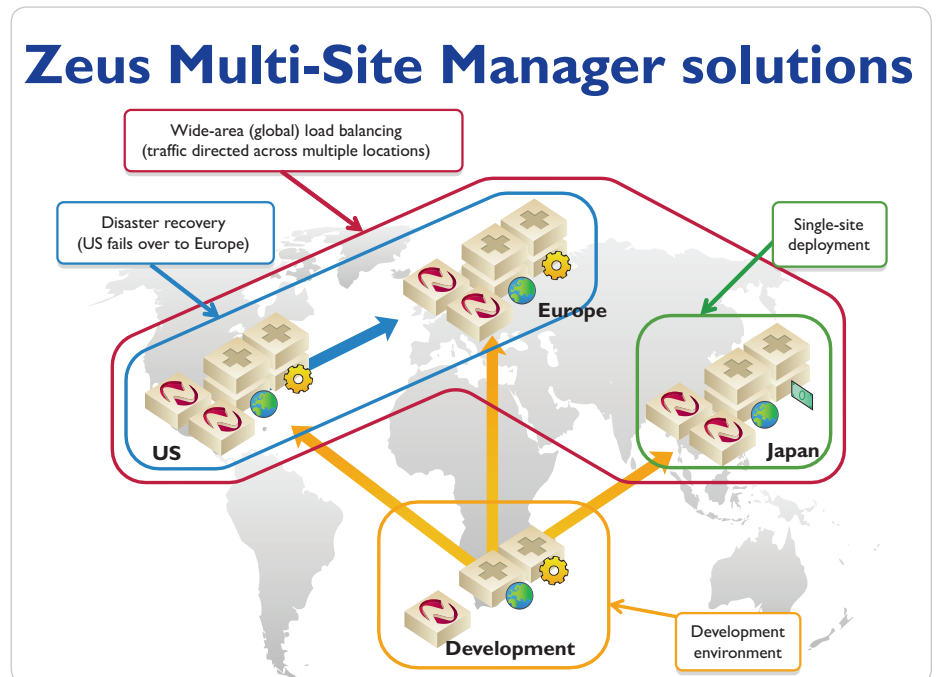 Zeus Multi-Site Manager solutions
Wide-area (global) load balancing
(traffic directed across multiple locations)
Disaster recovery
(US fails over to Europe)
Single-site
deployment
Europe
US
Japan
Development
Development
environment